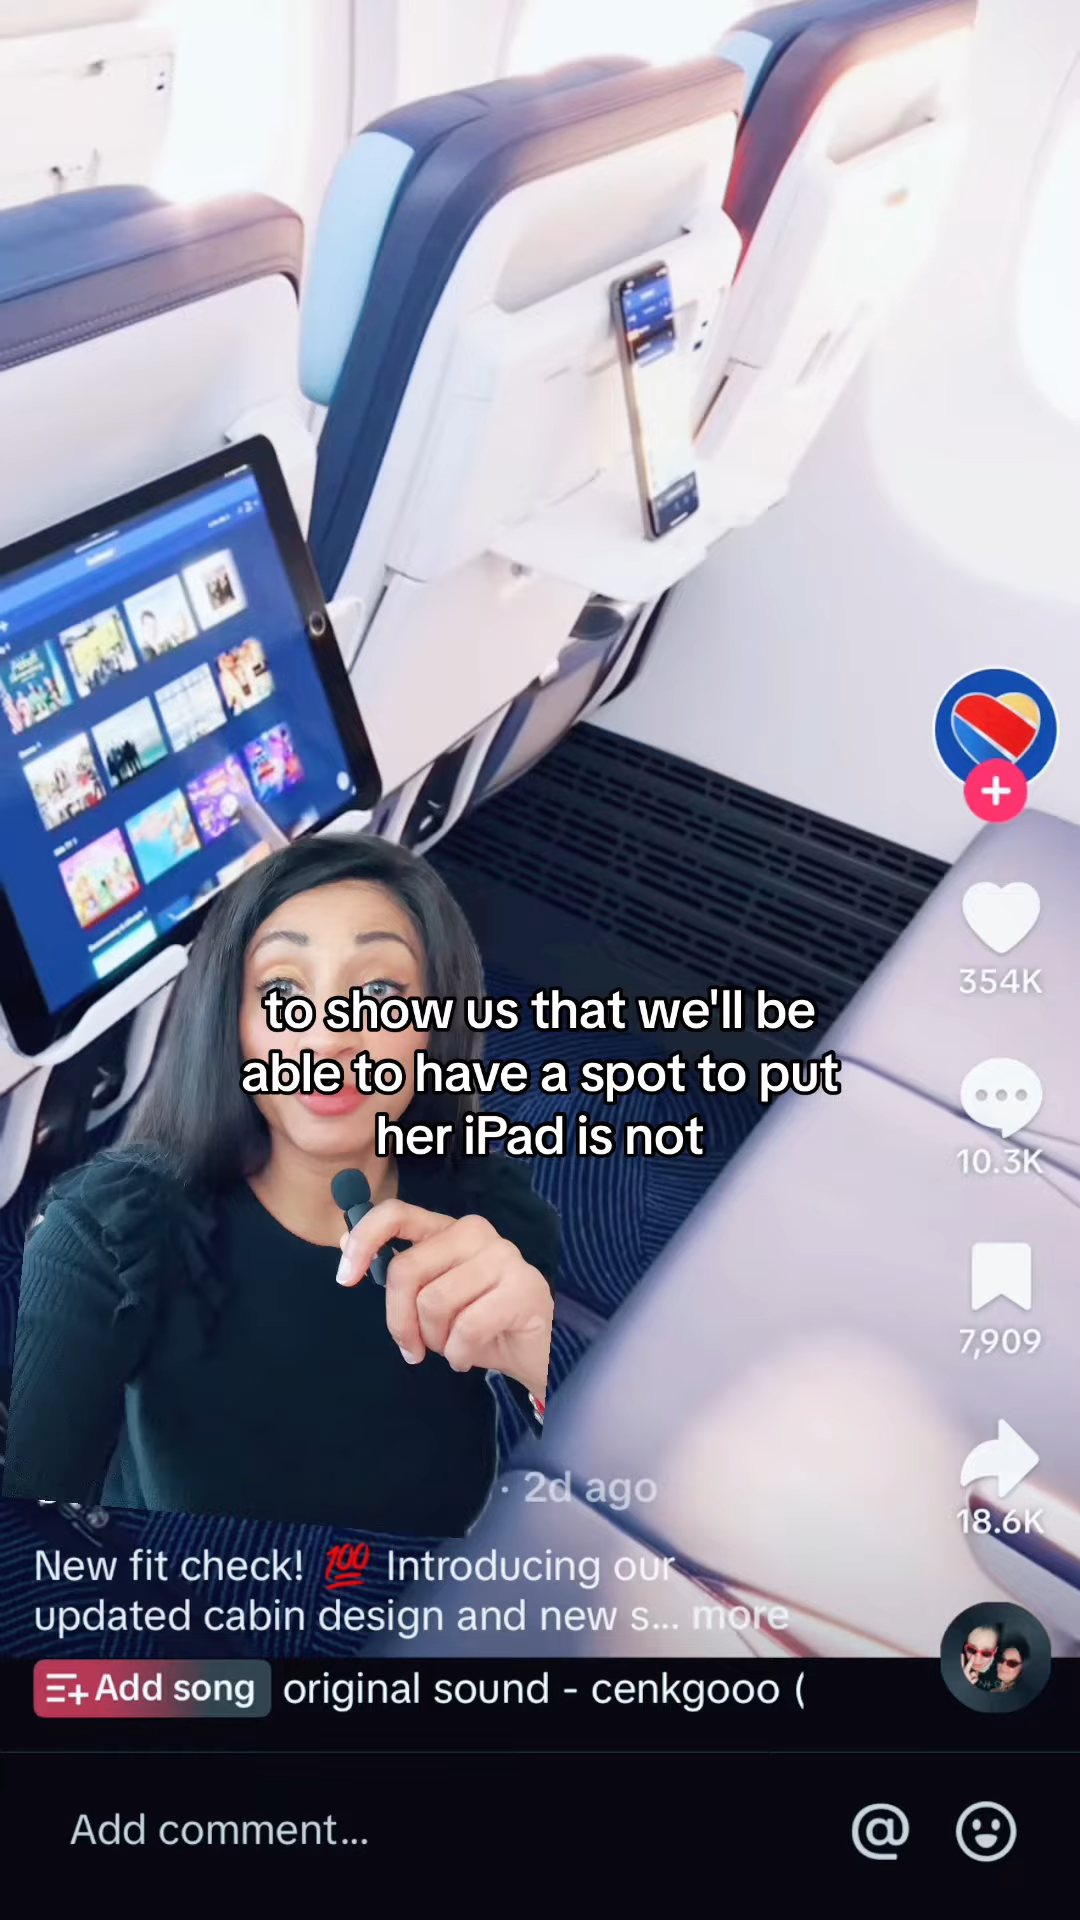 354K
to show us that we'll be
able to have a spot to put
her iPad is not
10.3K
7,909
· 2d ago
18.6K
New fit check! 💯 Introducing our
updated cabin design and new s... more
Add song original sound - cenkgooo (
Add comment...